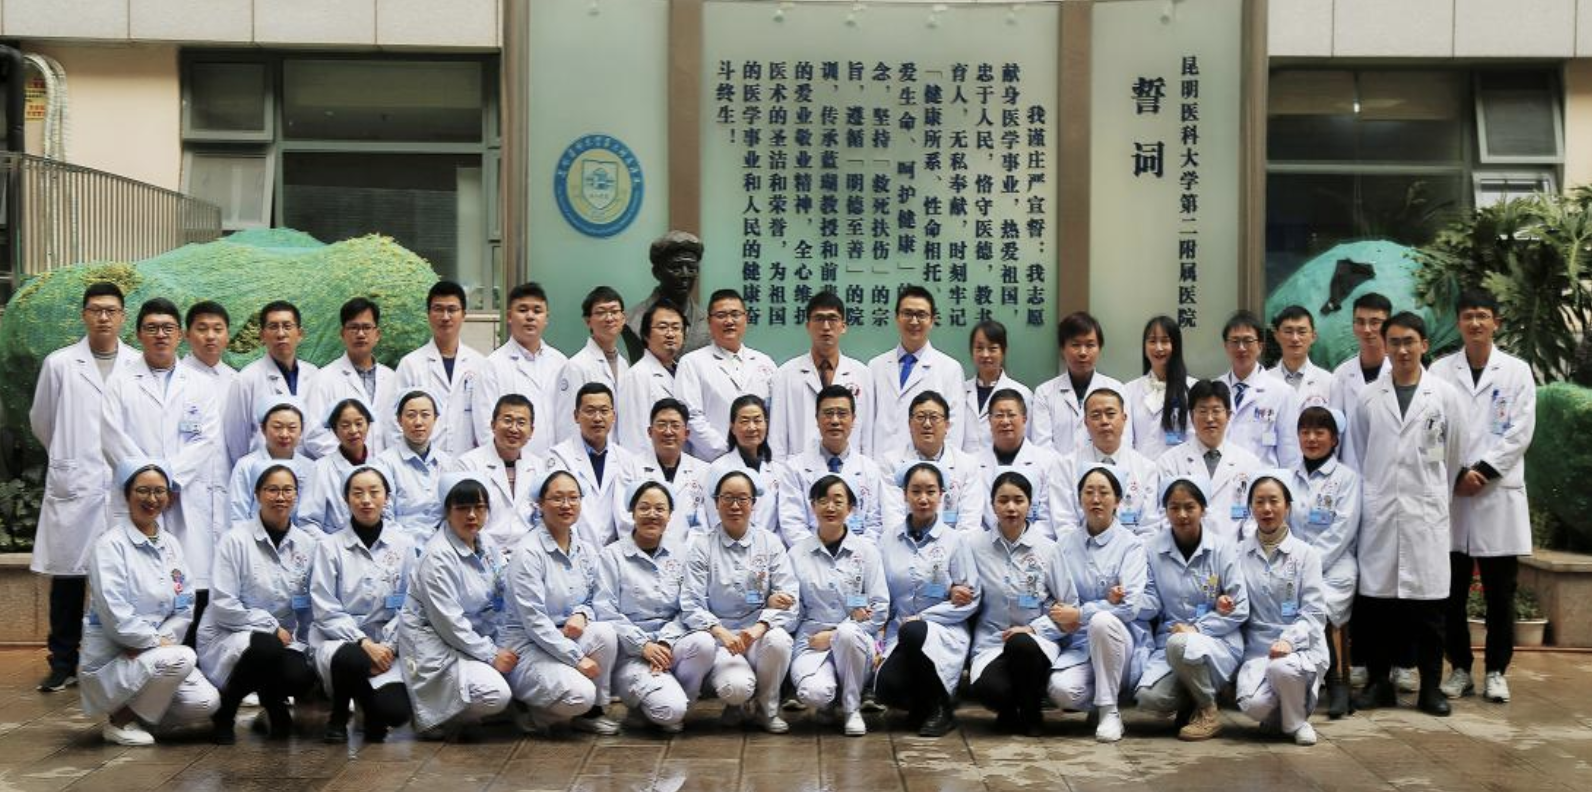 昆明医科大学第二附属医院
誓词
我谨庄严宣誓：我志愿
献身医学事业，热爱祖国，
忠于人民，恪守医德，教书
育人，无私奉献，时刻牢记
「健康所系、性命相托、关
爱生命、呵护健康」的
念，坚持「救死扶伤」的宗
旨，遵循「明德至善」的院
训，传承蓝瑚教授和前辈
的爱业敬业精神，全心维护
医术的圣洁和荣誉，为祖国
的医学事业和人民的健康奋
斗终生！